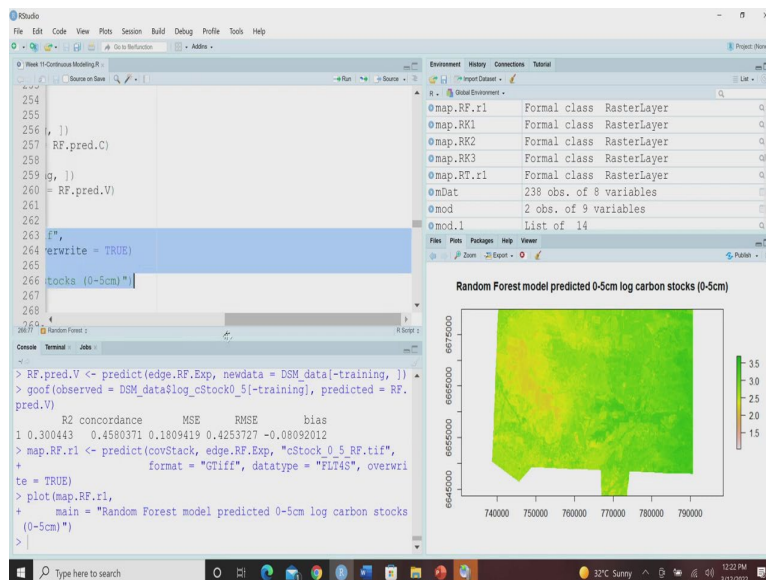 RStudio
File Edit Code View Plots Session Build Debug Profile Tools Help
Go to file/function
Addins
Project: (None
Week 11-Continuous Modelling.R
Source on Save
Run
Source
254
255
256 g, ])
257 = RF.pred.C)
258
259 ng, ])
260 = RF.pred.V)
261
262
263 f",
264 verwrite = TRUE)
265
266 stocks (0-5cm)")
267
268
269
266:77
Random Forest
R Script
Console Terminal Jobs
> RF.pred.V <- predict(edge.RF.Exp, newdata = DSM_data[-training, ])
> goof(observed = DSM_data$log_cStock0_5[-training], predicted = RF.
pred.V)
R2 concordance MSE RMSE bias
1 0.300443 0.4580371 0.1809419 0.4253727 -0.08092012
> map.RF.r1 <- predict(covStack, edge.RF.Exp, "cStock_0_5_RF.tif",
+ format = "GTiff", datatype = "FLT4S", overwri
te = TRUE)
> plot(map.RF.r1,
+ main = "Random Forest model predicted 0-5cm log carbon stocks
(0-5cm)")
>
Environment History Connections Tutorial
Import Dataset
List
R
Global Environment
map.RF.r1 Formal class RasterLayer
map.RK1 Formal class RasterLayer
map.RK2 Formal class RasterLayer
map.RK3 Formal class RasterLayer
map.RT.r1 Formal class RasterLayer
mDat 238 obs. of 8 variables
mod 2 obs. of 9 variables
mod.1 List of 14
Files Plots Packages Help Viewer
Zoom Export
Publish
Random Forest model predicted 0-5cm log carbon stocks (0-5cm)
6675000
6665000
6655000
6645000
740000 750000 760000 770000 780000 790000
3.5
3.0
2.5
2.0
1.5
Type here to search
32°C Sunny
12:22 PM
3/12/2022